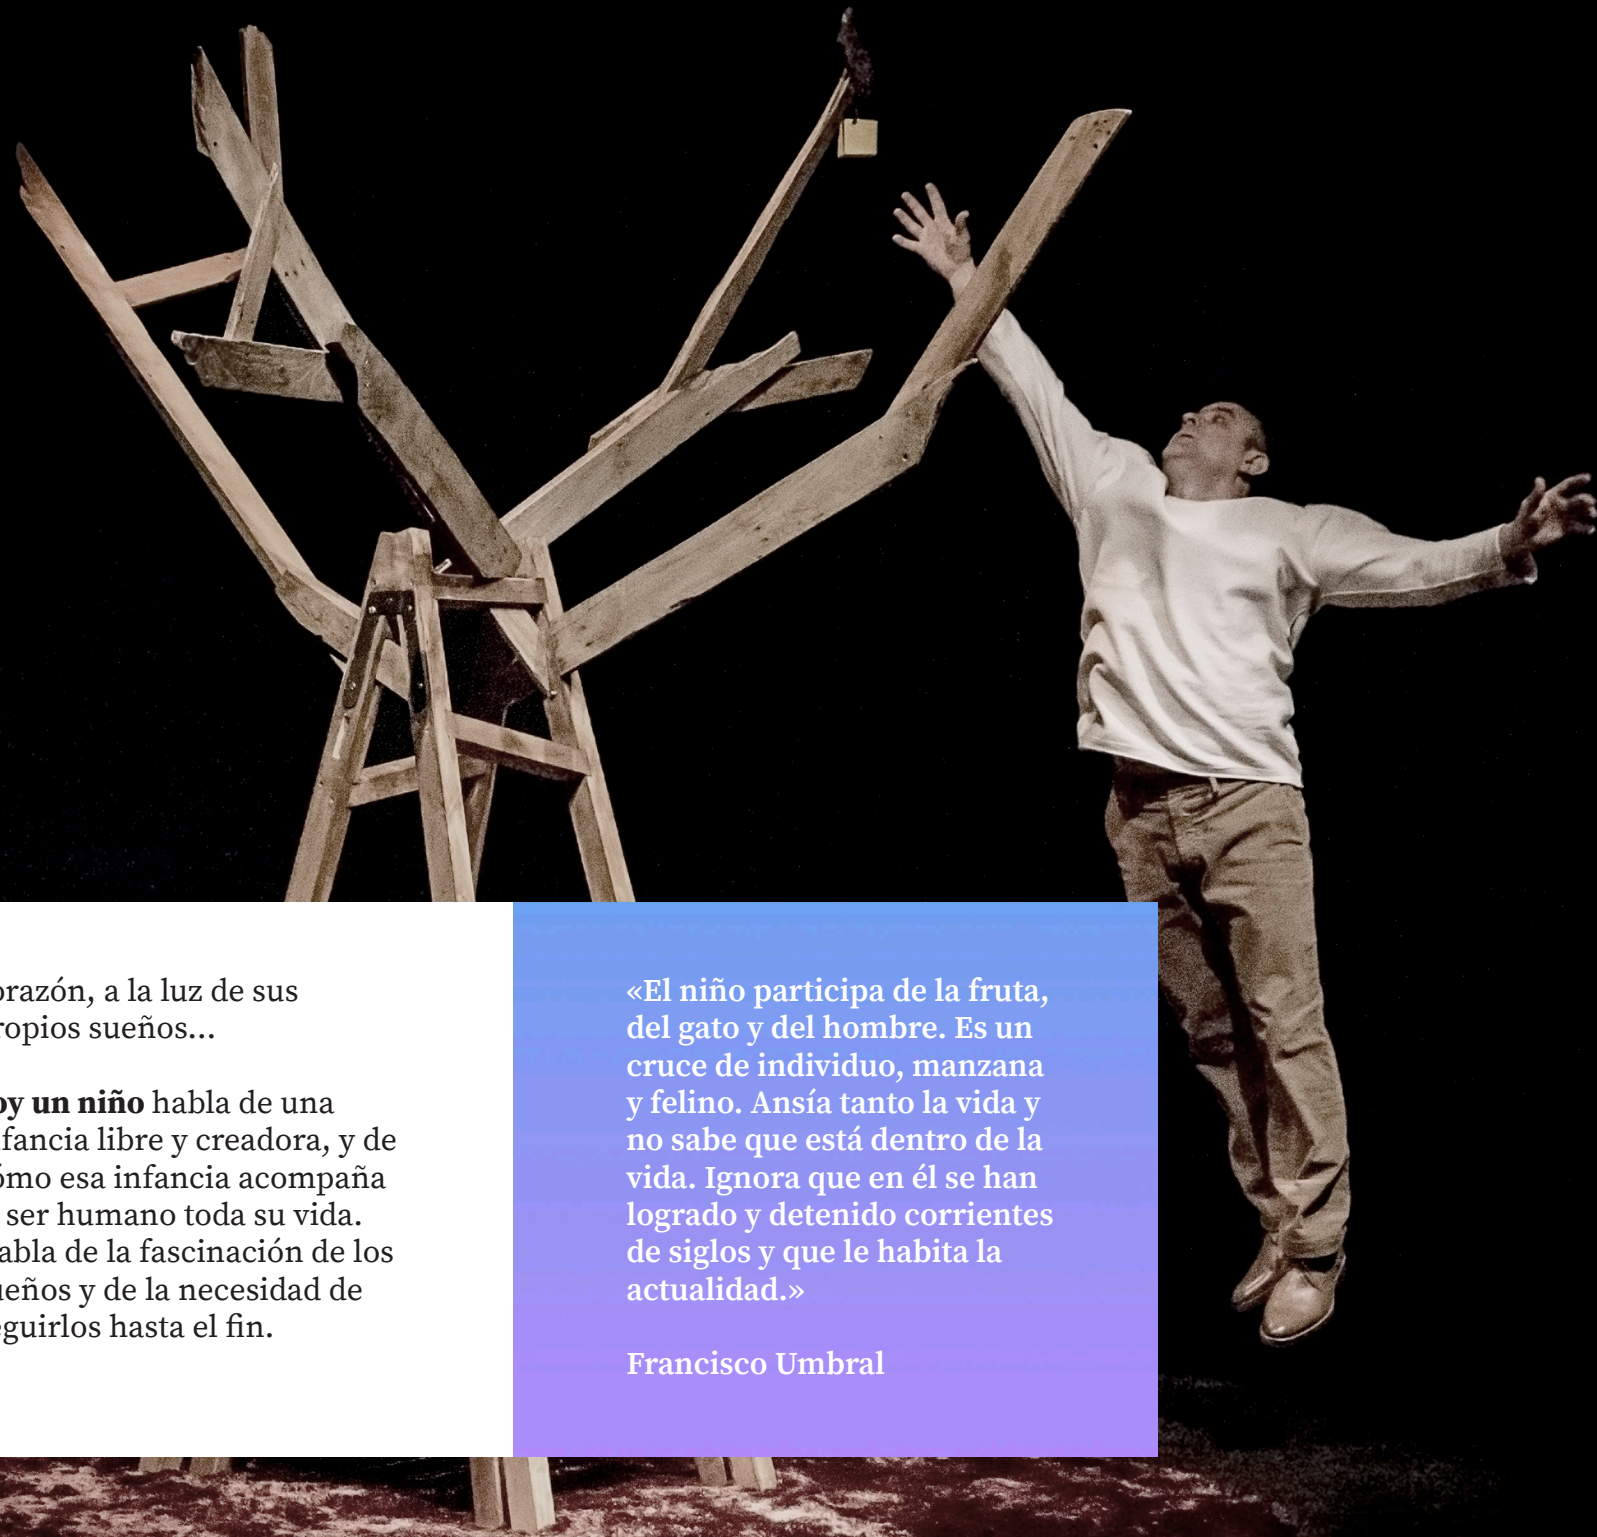 orazón, a la luz de sus
ropios sueños...
oy un niño habla de una
nfancia libre y creadora, y de
ómo esa infancia acompaña
ser humano toda su vida.
abla de la fascinación de los
ueños y de la necesidad de
eguirlos hasta el fin.
«El niño participa de la fruta,
del gato y del hombre. Es un
cruce de individuo, manzana
y felino. Ansía tanto la vida y
no sabe que está dentro de la
vida. Ignora que en él se han
logrado y detenido corrientes
de siglos y que le habita la
actualidad.»
Francisco Umbral